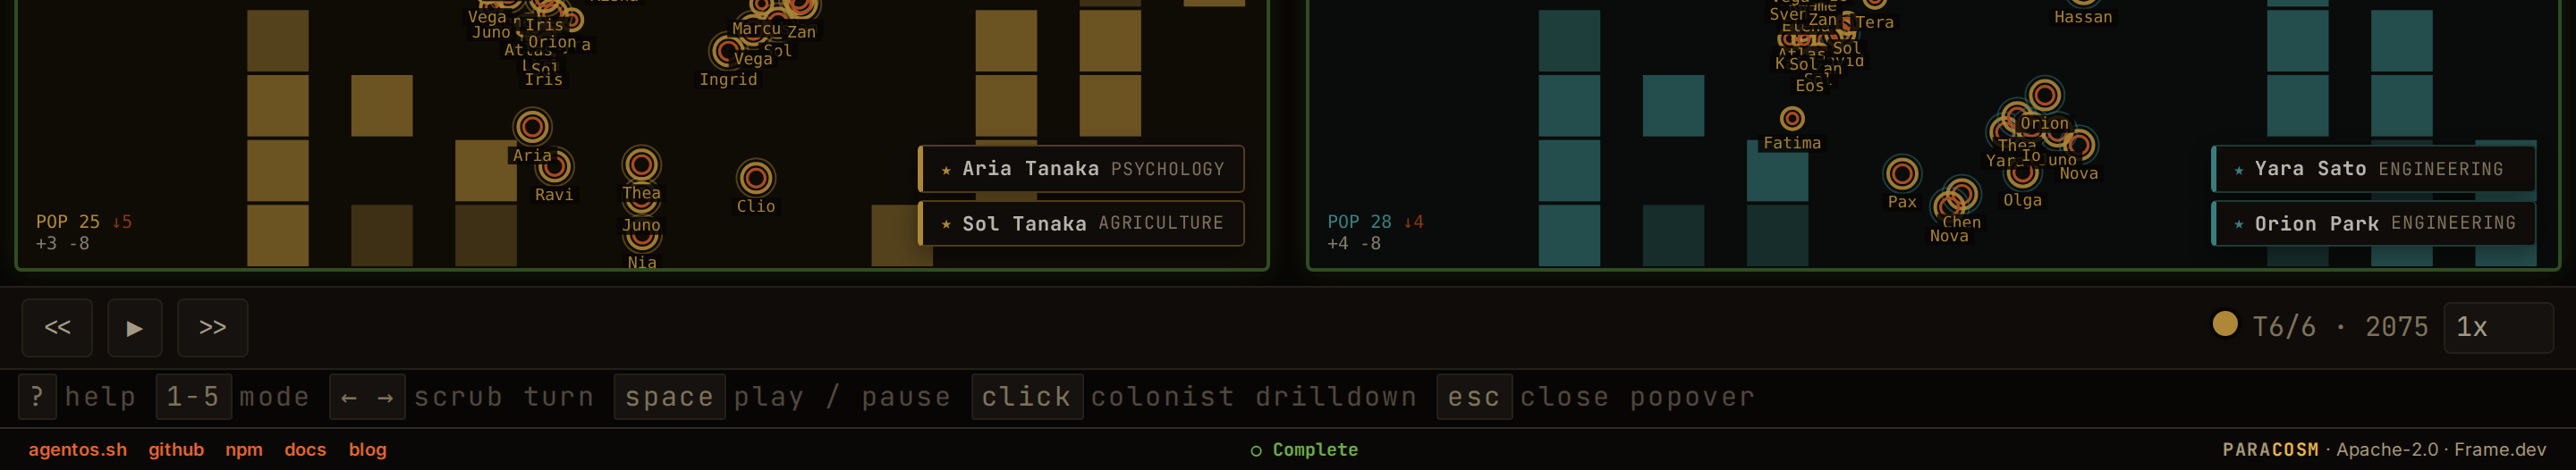 Vega Iris
Juno Orion a
Iris
Marcu Zan
Vega Sol
Ingrid
Aria
Ravi
Thea
Juno
Nia
Clio
POP 25 ↓5
+3 -8
★ Aria Tanaka PSYCHOLOGY
★ Sol Tanaka AGRICULTURE
Sven Zan Tera
Sol
Sol
Eos
Hassan
Fatima
Orion
Thea
Io
Nova
Olga
Pax
Chen
Nova
POP 28 ↓4
+4 -8
★ Yara Sato ENGINEERING
★ Orion Park ENGINEERING
<< ▶ >>
T6/6 · 2075 1x
? help 1-5 mode ← → scrub turn space play / pause click colonist drilldown esc close popover
agentos.sh github npm docs blog
○ Complete
PARACOSM · Apache-2.0 · Frame.dev